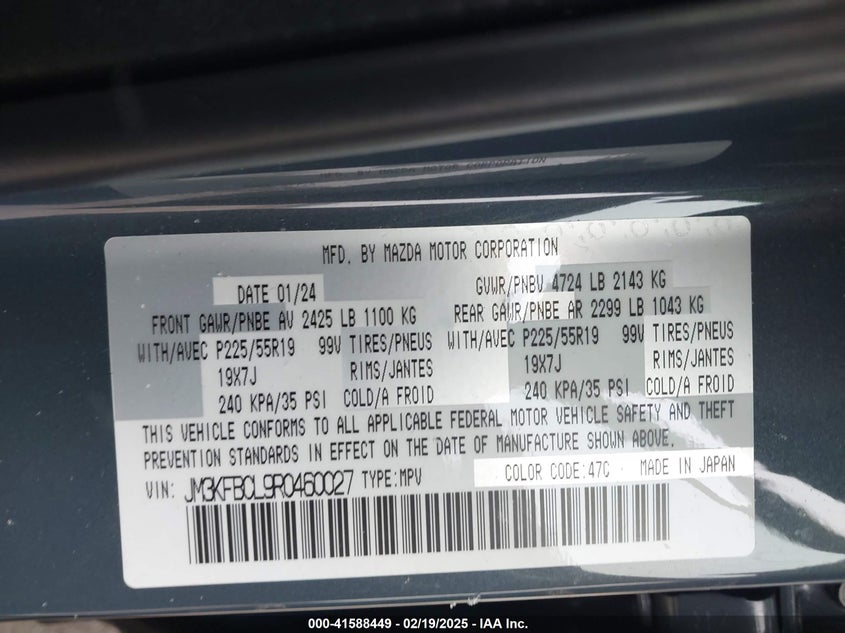 MFD. BY MAZDA MOTOR CORPORATION
MFD. BY MAZDA MOTOR CORPORATION
DATE 01/24 GVWR/PNBV 4724 LB 2143 KG
FRONT GAWR/PNBE AV 2425 LB 1100 KG REAR GAWR/PNBE AR 2299 LB 1043 KG
WITH/AVEC P225/55R19 99V TIRES/PNEUS WITH/AVEC P225/55R19 99V TIRES/PNEUS
19X7J RIMS/JANTES 19X7J RIMS/JANTES
240 KPA/35 PSI COLD/A FROID 240 KPA/35 PSI COLD/A FROID
THIS VEHICLE CONFORMS TO ALL APPLICABLE FEDERAL MOTOR VEHICLE SAFETY AND THEFT
PREVENTION STANDARDS IN EFFECT ON THE DATE OF MANUFACTURE SHOWN ABOVE.
COLOR CODE:47C MADE IN JAPAN
VIN: JM3KFBCL9R0460027 TYPE:MPV
000-41588449 - 02/19/2025 - IAA Inc.